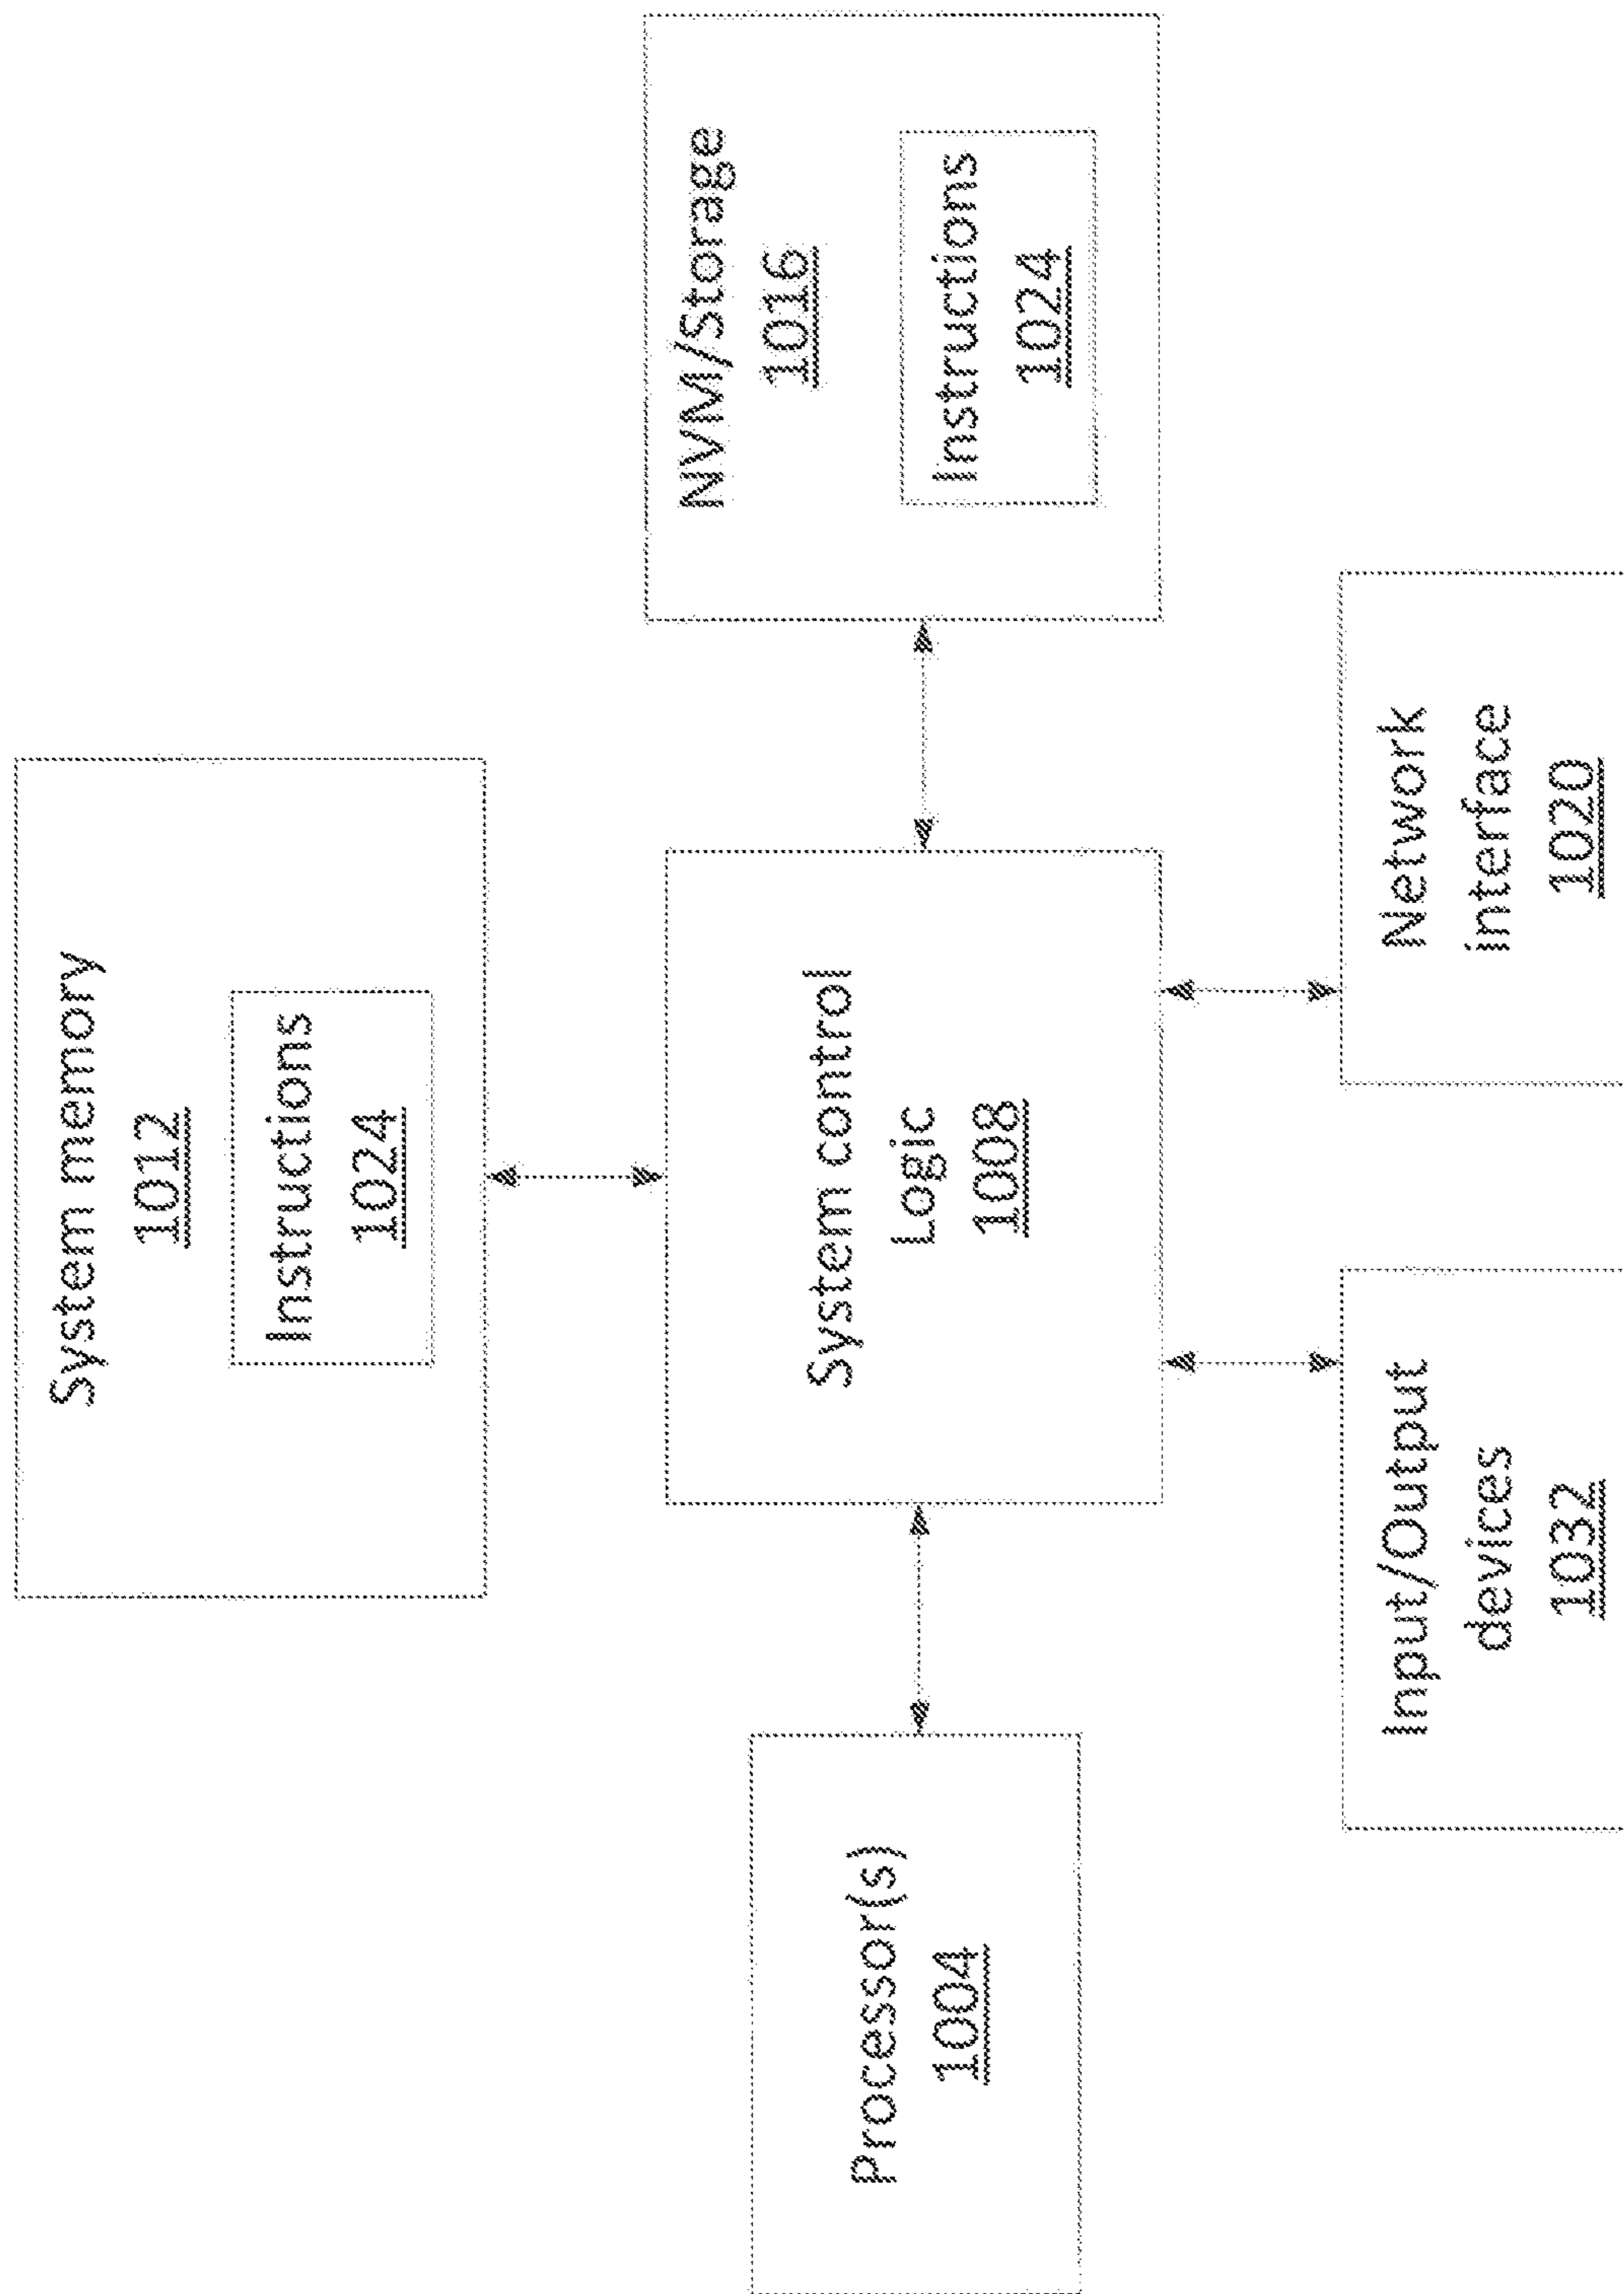 System memory
1012
Instructions
1024
Processor(s)
1004
System control
Logic
1008
NVM/Storage
1016
Instructions
1024
Input/Output
devices
1032
Network
interface
1020